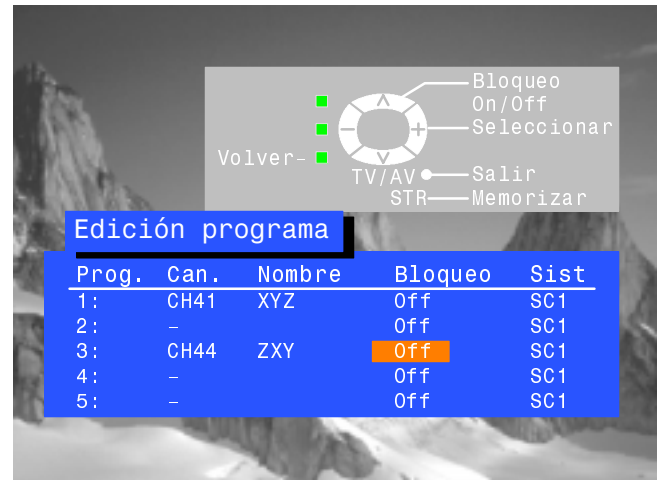 Bloqueo
On/Off
Seleccionar
Volver
TV/AV Salir
STR Memorizar
Edición programa
Prog. Can. Nombre Bloqueo Sist
1: CH41 XYZ Off SC1
2: – Off SC1
3: CH44 ZXY Off SC1
4: – Off SC1
5: – Off SC1